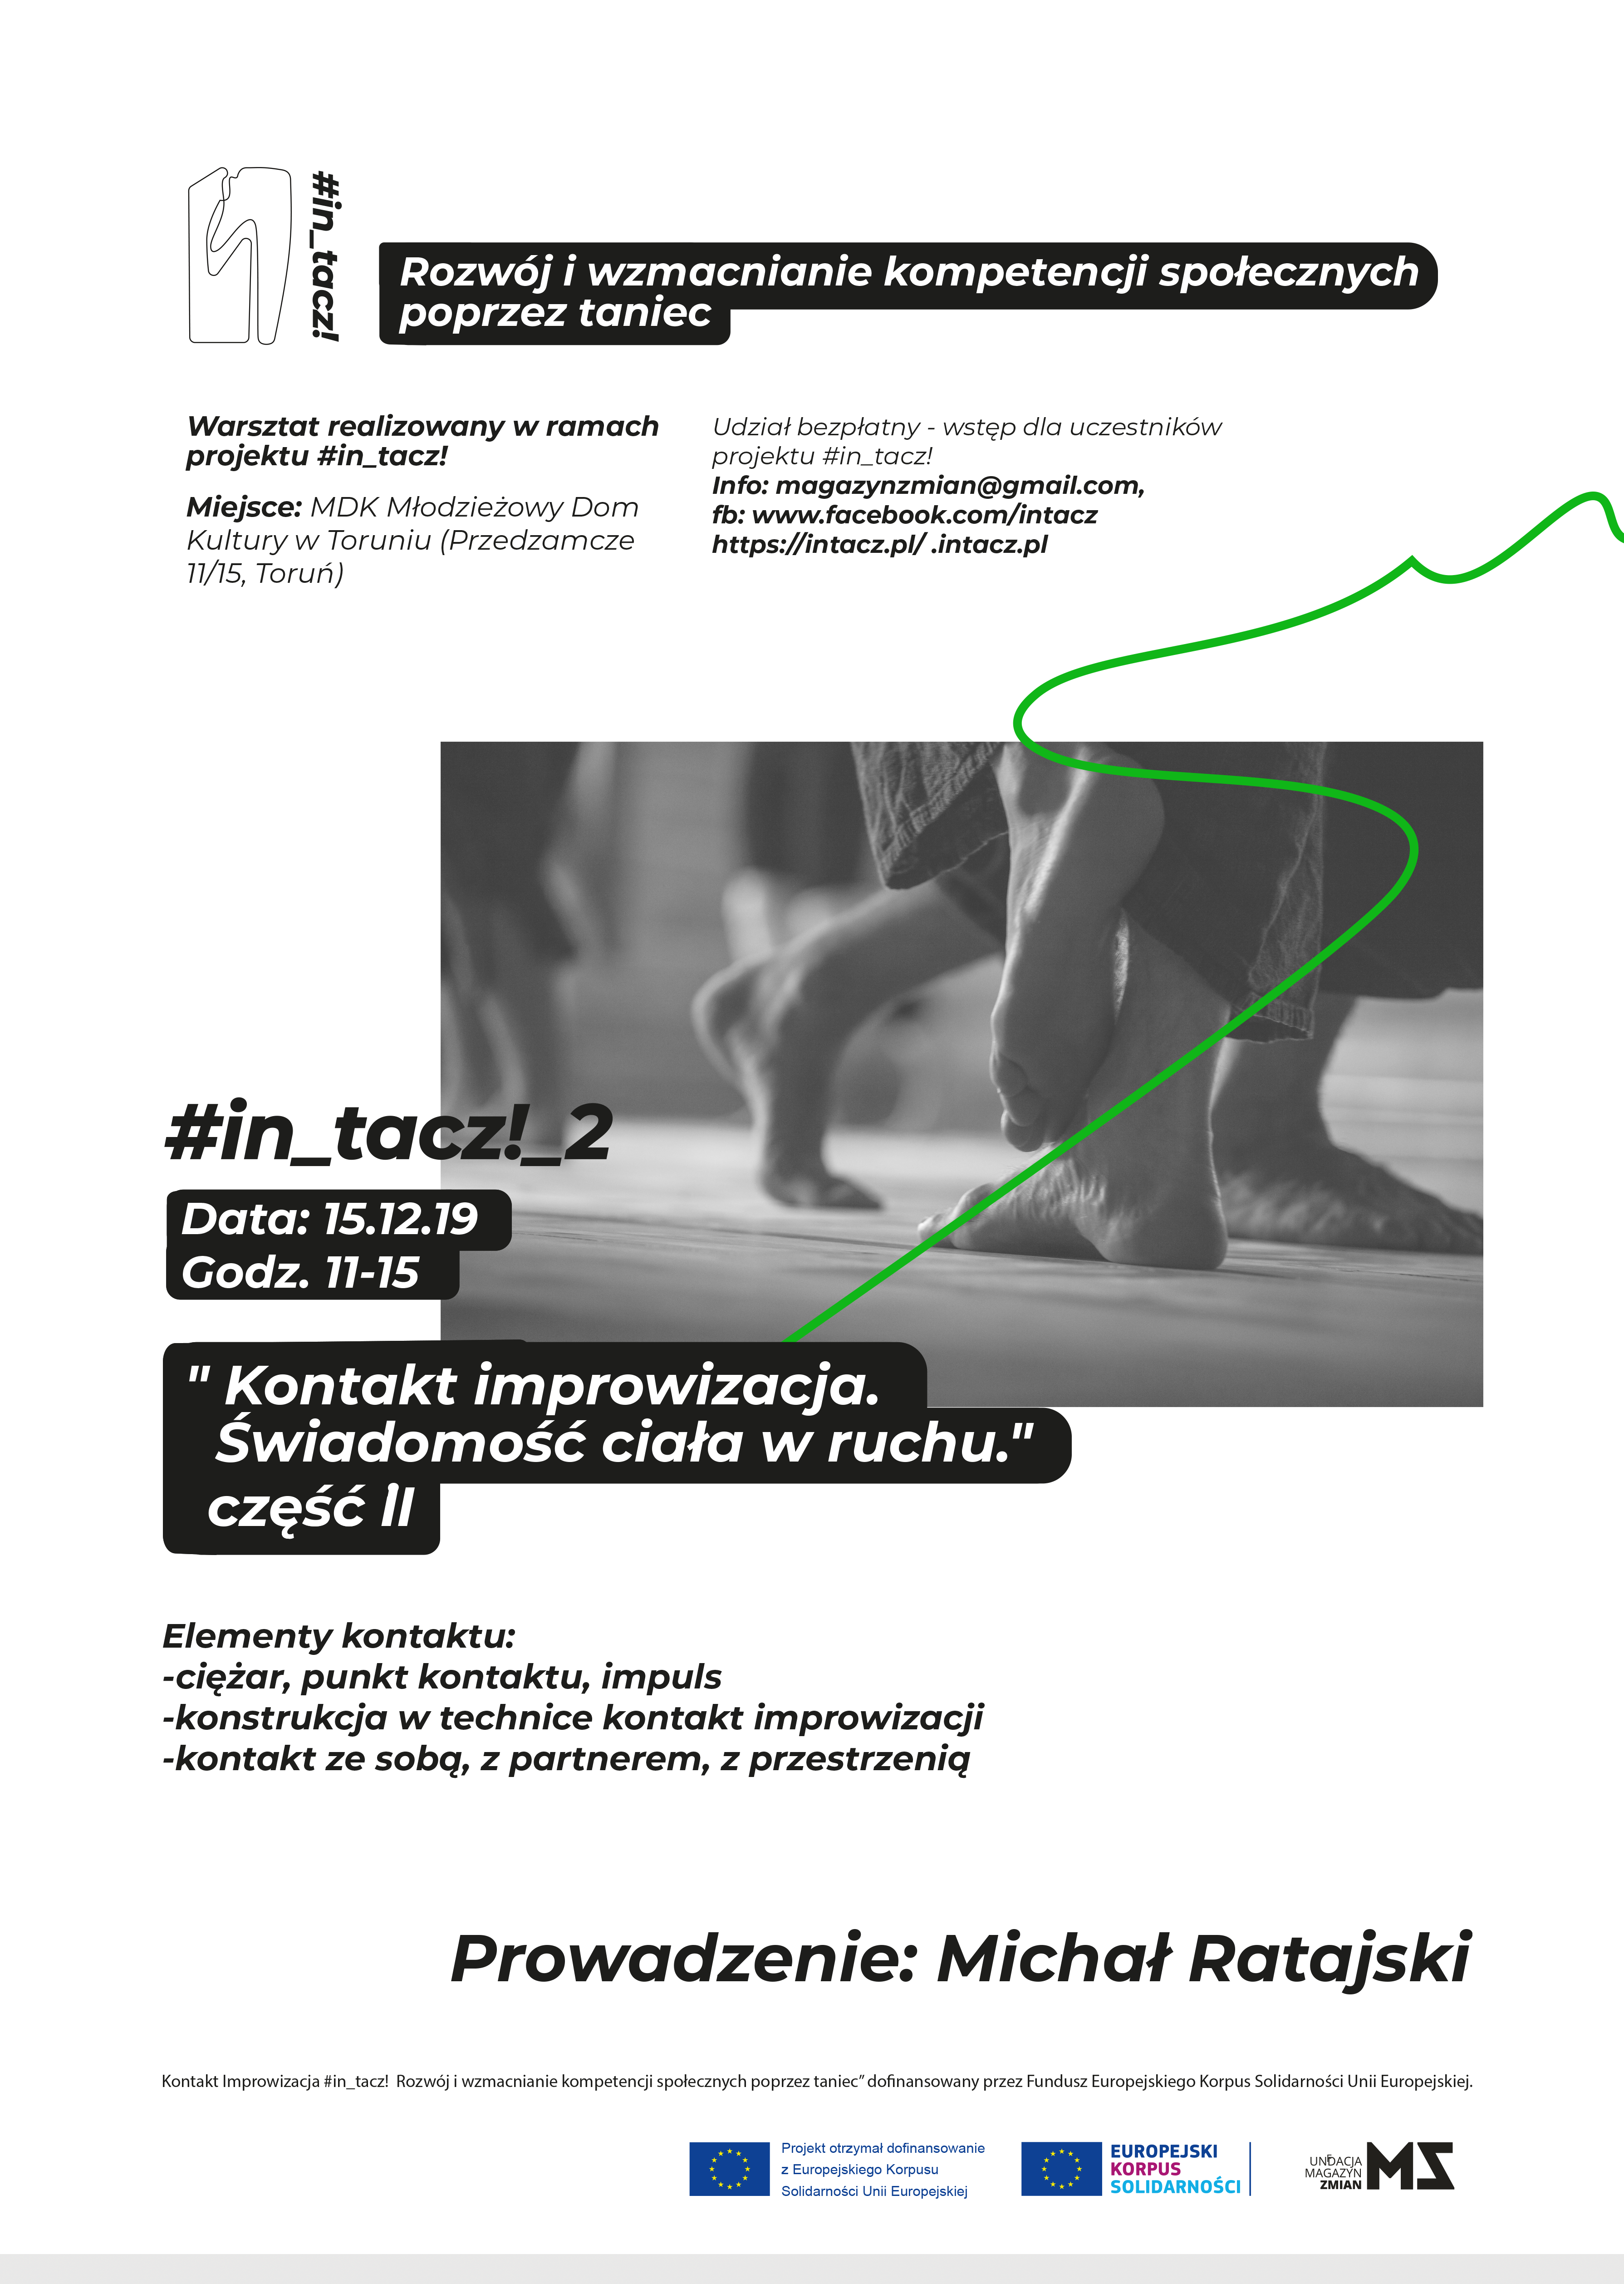 #in_tacz!
Rozwój i wzmacnianie kompetencji społecznych
poprzez taniec
Warsztat realizowany w ramach
projektu #in_tacz!
Miejsce: MDK Młodzieżowy Dom
Kultury w Toruniu (Przedzamcze
11/15, Toruń)
Udział bezpłatny - wstęp dla uczestników
projektu #in_tacz!
Info: magazynzmian@gmail.com,
fb: www.facebook.com/intacz
https://intacz.pl/ .intacz.pl
#in_tacz!_2
Data: 15.12.19
Godz. 11-15
" Kontakt improwizacja.
Świadomość ciała w ruchu."
część iI
Elementy kontaktu:
-ciężar, punkt kontaktu, impuls
-konstrukcja w technice kontakt improwizacji
-kontakt ze sobą, z partnerem, z przestrzenią
Prowadzenie: Michał Ratajski
Kontakt Improwizacja #in_tacz! Rozwój i wzmacnianie kompetencji społecznych poprzez taniec” dofinansowany przez Fundusz Europejskiego Korpus Solidarności Unii Europejskiej.
Projekt otrzymał dofinansowanie
z Europejskiego Korpusu
Solidarności Unii Europejskiej
EUROPEJSKI
KORPUS
SOLIDARNOŚCI
FUNDACJA
MAGAZYN
ZMIAN
MZ